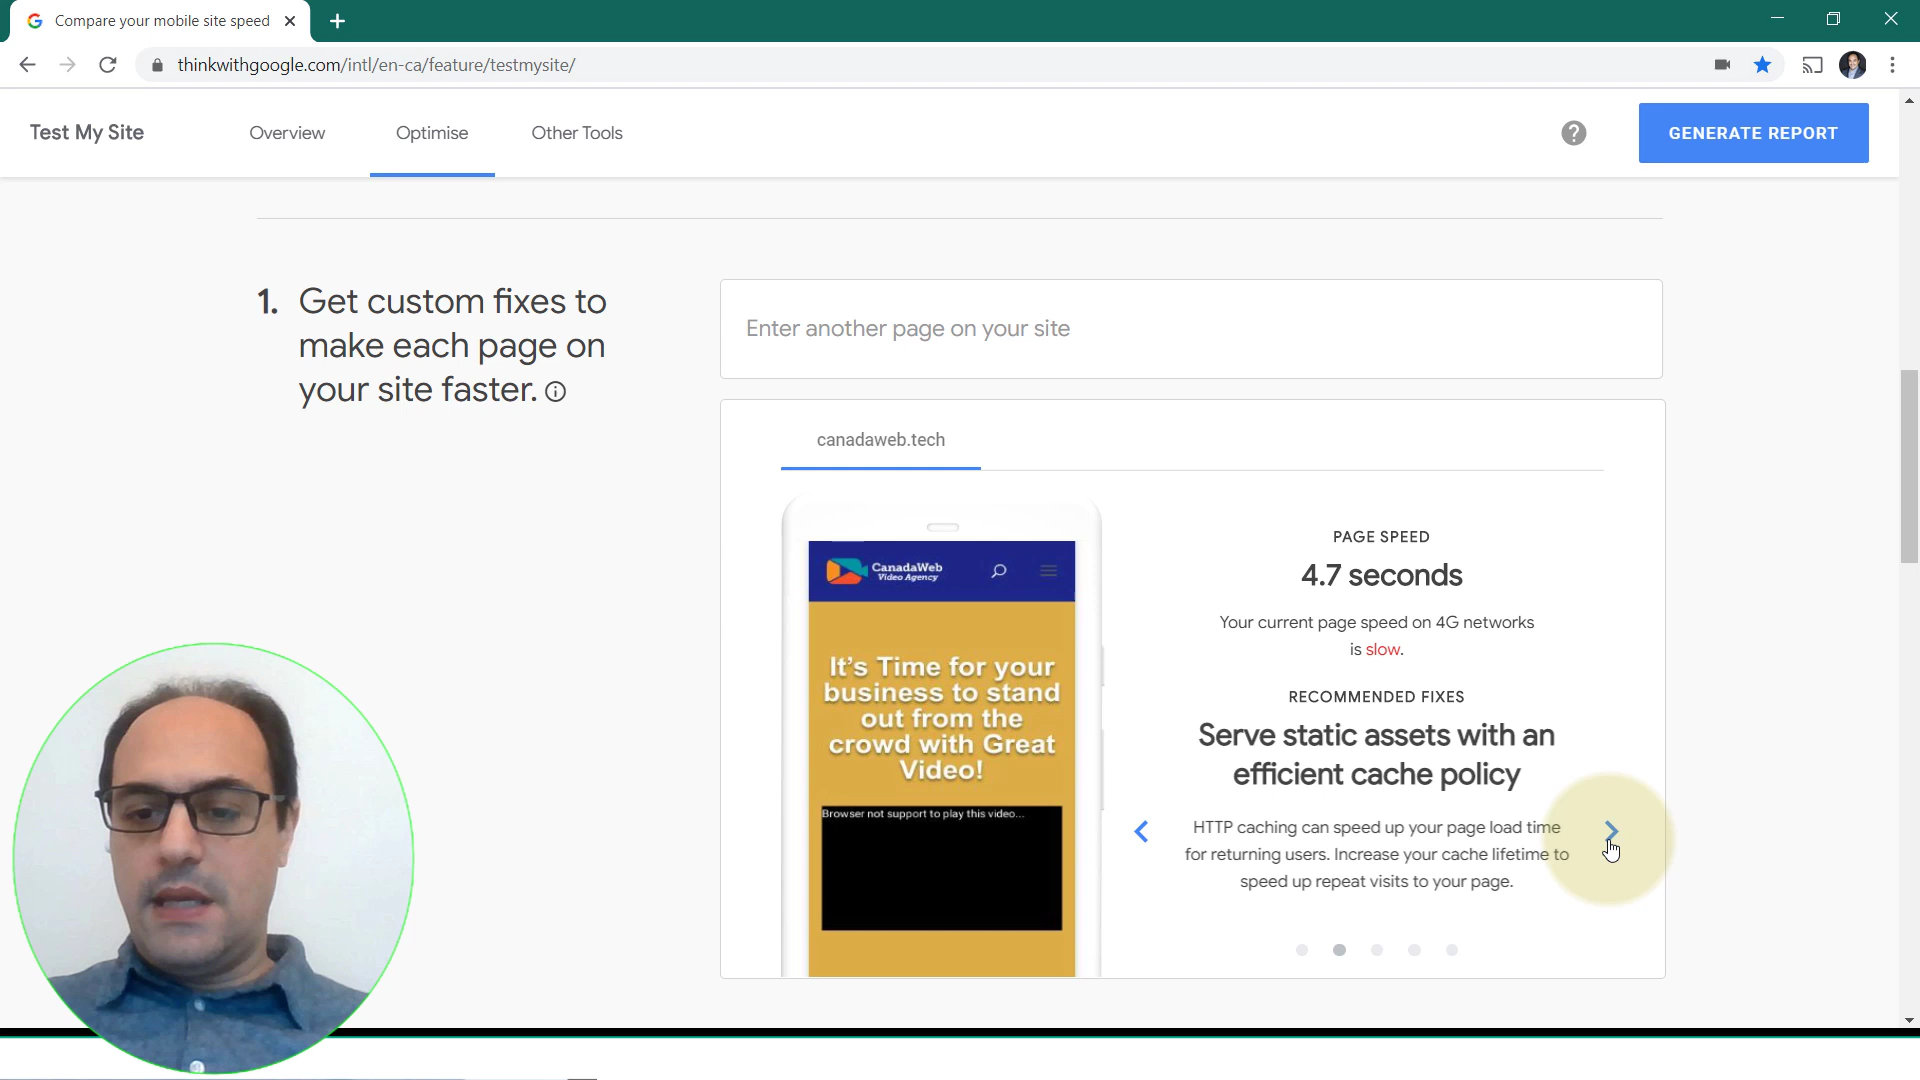 Compare your mobile site speed
thinkwithgoogle.com/intl/en-ca/feature/testmysite/
Test My Site
Overview
Optimise
Other Tools
GENERATE REPORT
1. Get custom fixes to
make each page on
your site faster.
Enter another page on your site
canadaweb.tech
CanadaWeb
Video Agency
It's Time for your
business to stand
out from the
crowd with Great
Video!
Browser not support to play this video...
PAGE SPEED
4.7 seconds
Your current page speed on 4G networks
is slow.
RECOMMENDED FIXES
Serve static assets with an
efficient cache policy
HTTP caching can speed up your page load time
for returning users. Increase your cache lifetime to
speed up repeat visits to your page.